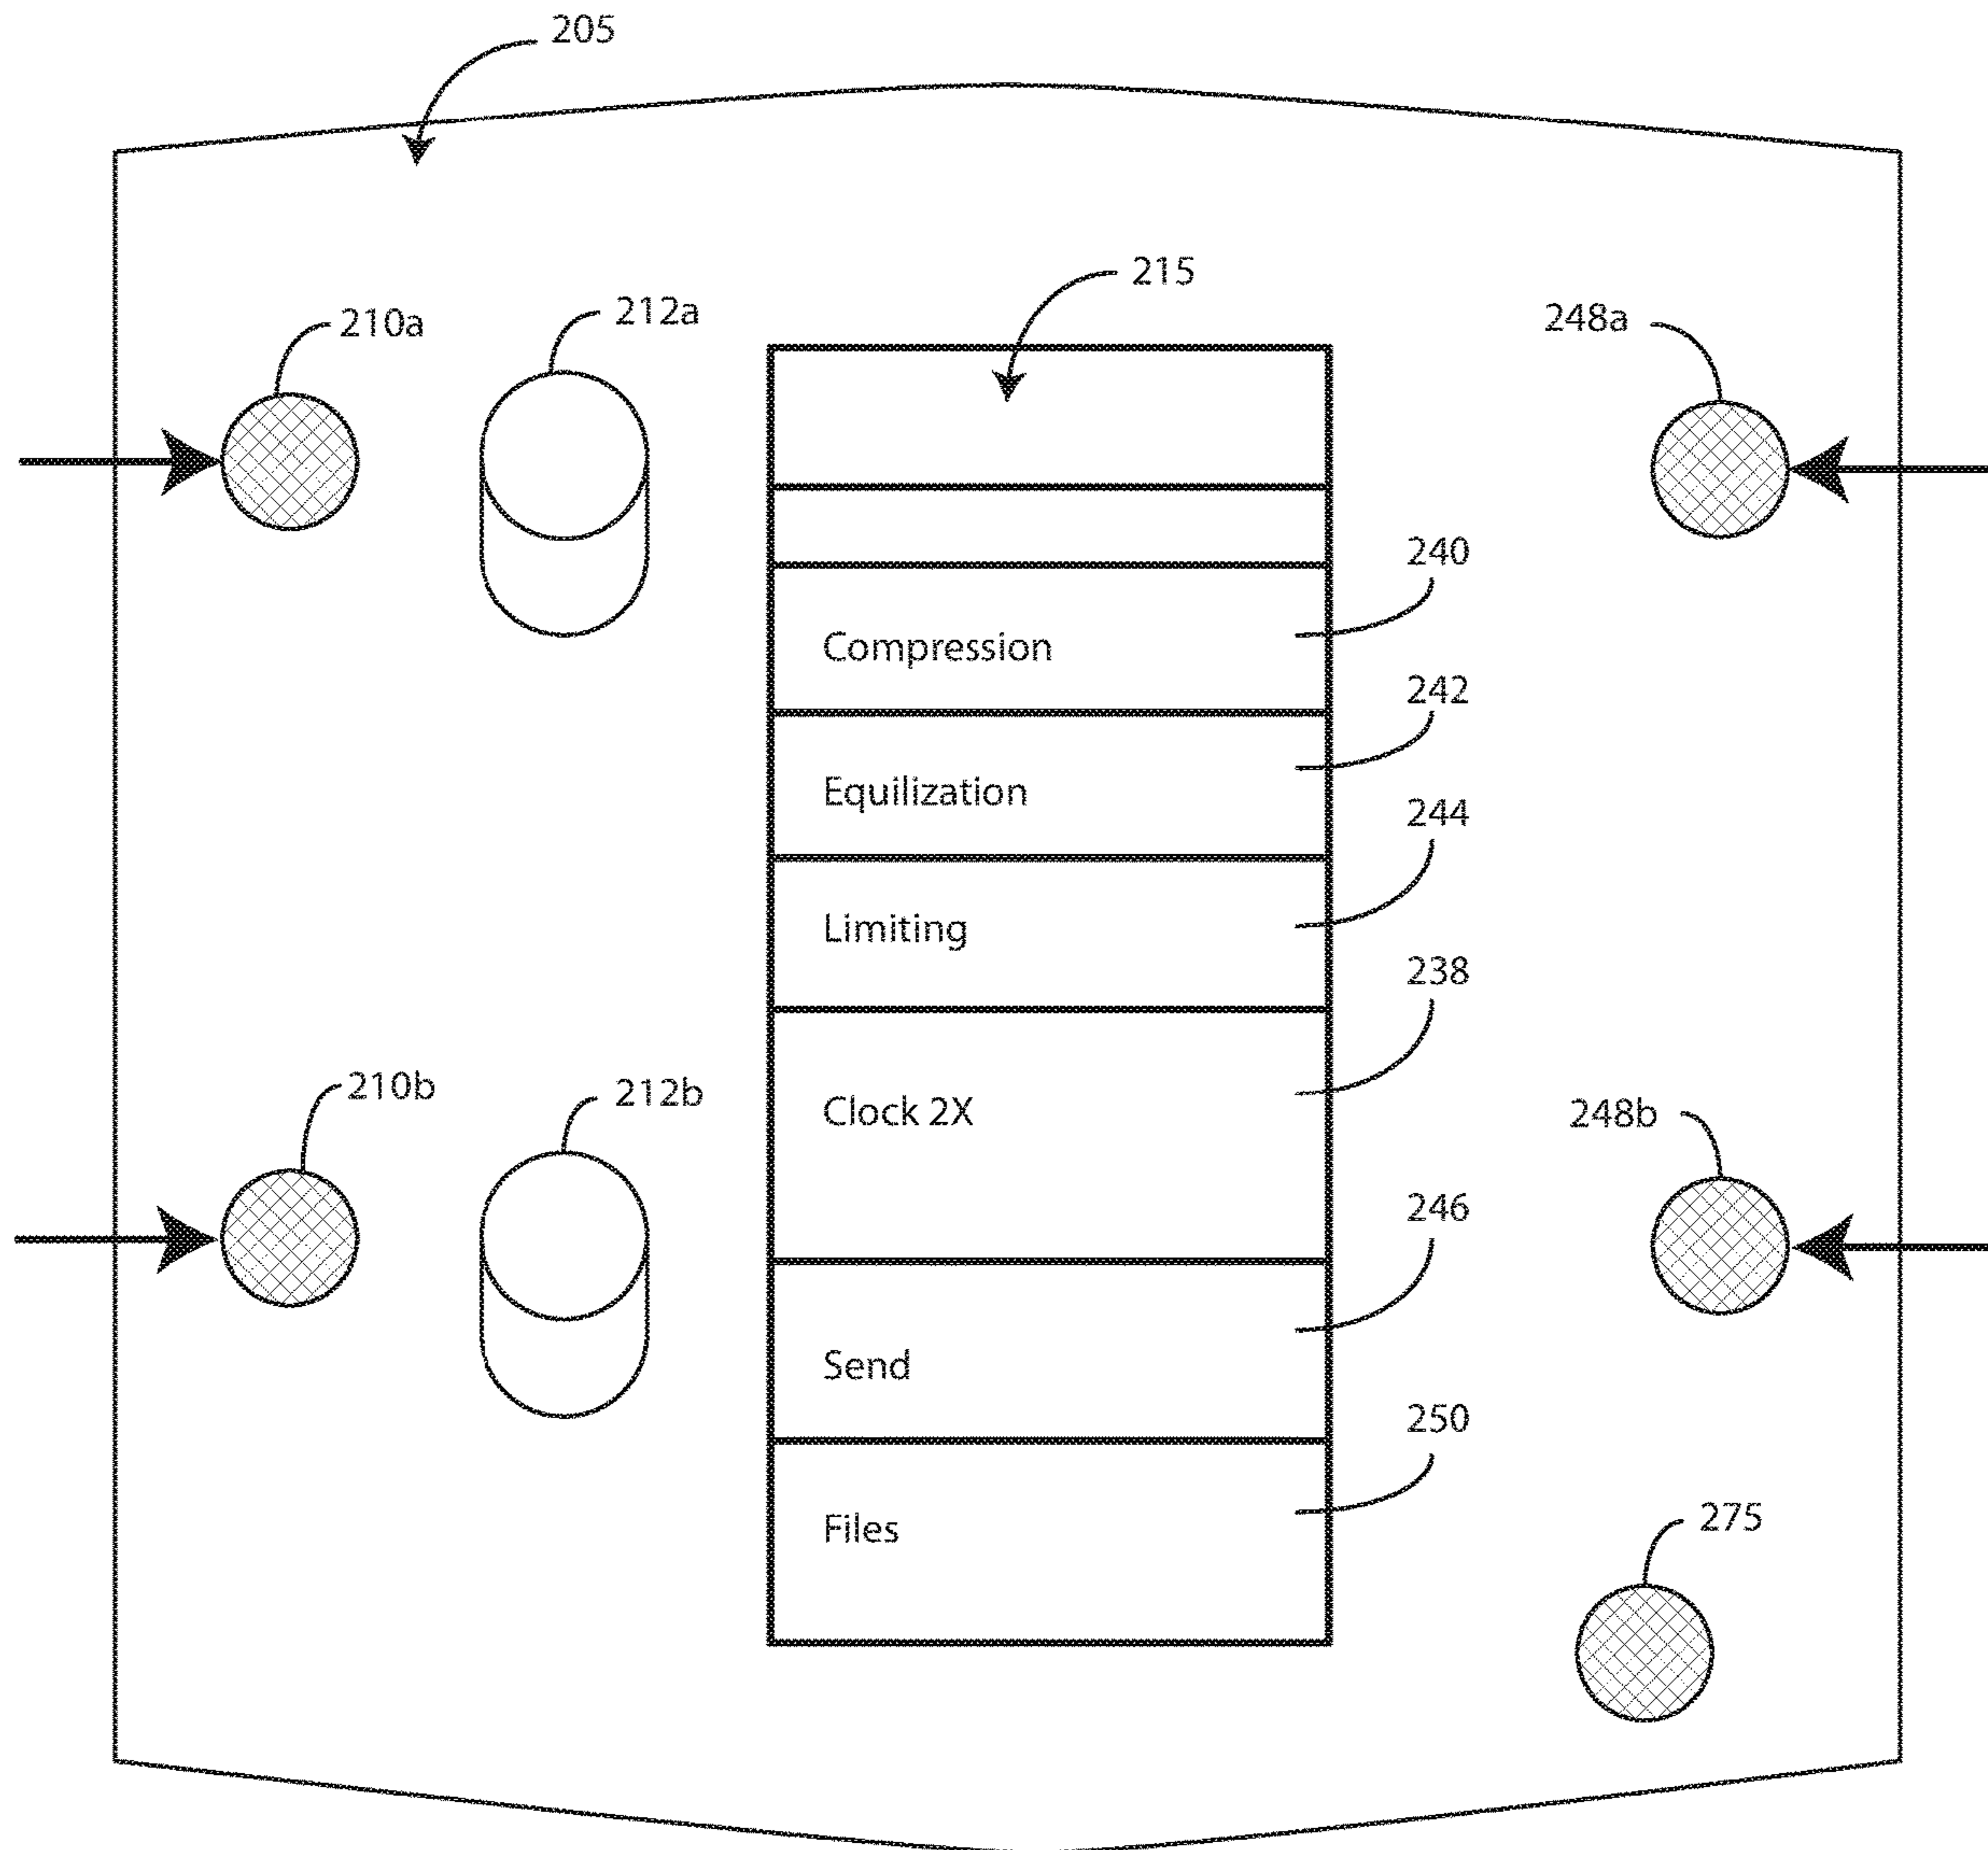 205
215
210a
212a
248a
240
Compression
242
Equilization
244
Limiting
238
Clock 2X
210b
212b
248b
246
Send
250
Files
275